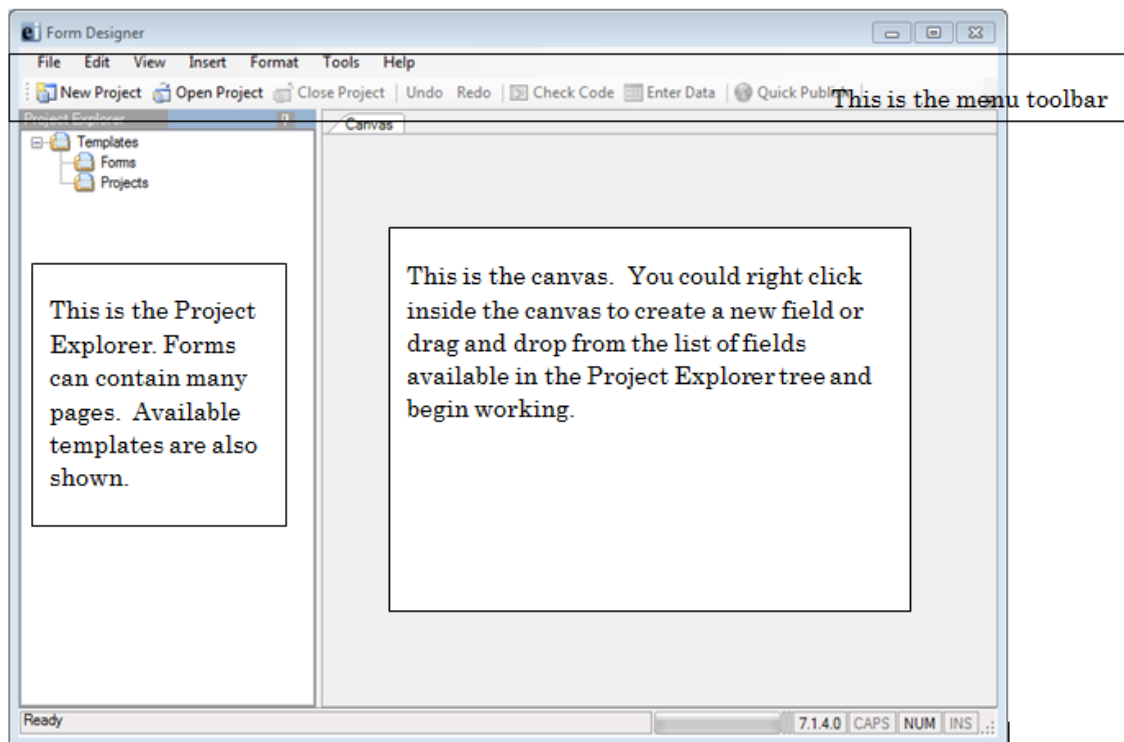 ei Form Designer
File Edit View Insert Format Tools Help
New Project Open Project Close Project Undo Redo Check Code Enter Data Quick Publish
This is the menu toolbar
Project Explorer
Canvas
Templates
Forms
Projects
This is the Project
Explorer. Forms
can contain many
pages. Available
templates are also
shown.
This is the canvas. You could right click
inside the canvas to create a new field or
drag and drop from the list of fields
available in the Project Explorer tree and
begin working.
Ready
7.1.4.0 CAPS NUM INS